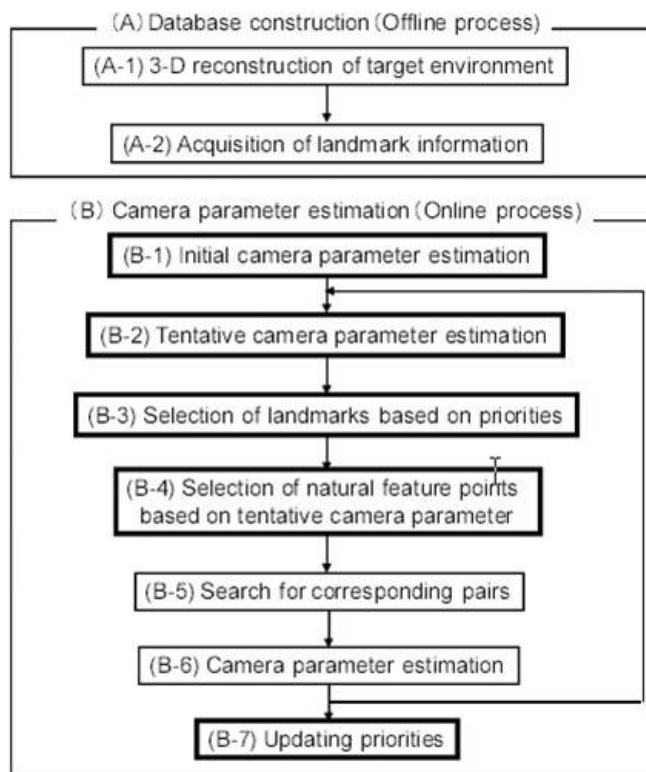 (A) Database construction (Offline process)
(A-1) 3-D reconstruction of target environment
(A-2) Acquisition of landmark information
(B) Camera parameter estimation (Online process)
(B-1) Initial camera parameter estimation
(B-2) Tentative camera parameter estimation
(B-3) Selection of landmarks based on priorities
(B-4) Selection of natural feature points
based on tentative camera parameter
(B-5) Search for corresponding pairs
(B-6) Camera parameter estimation
(B-7) Updating priorities